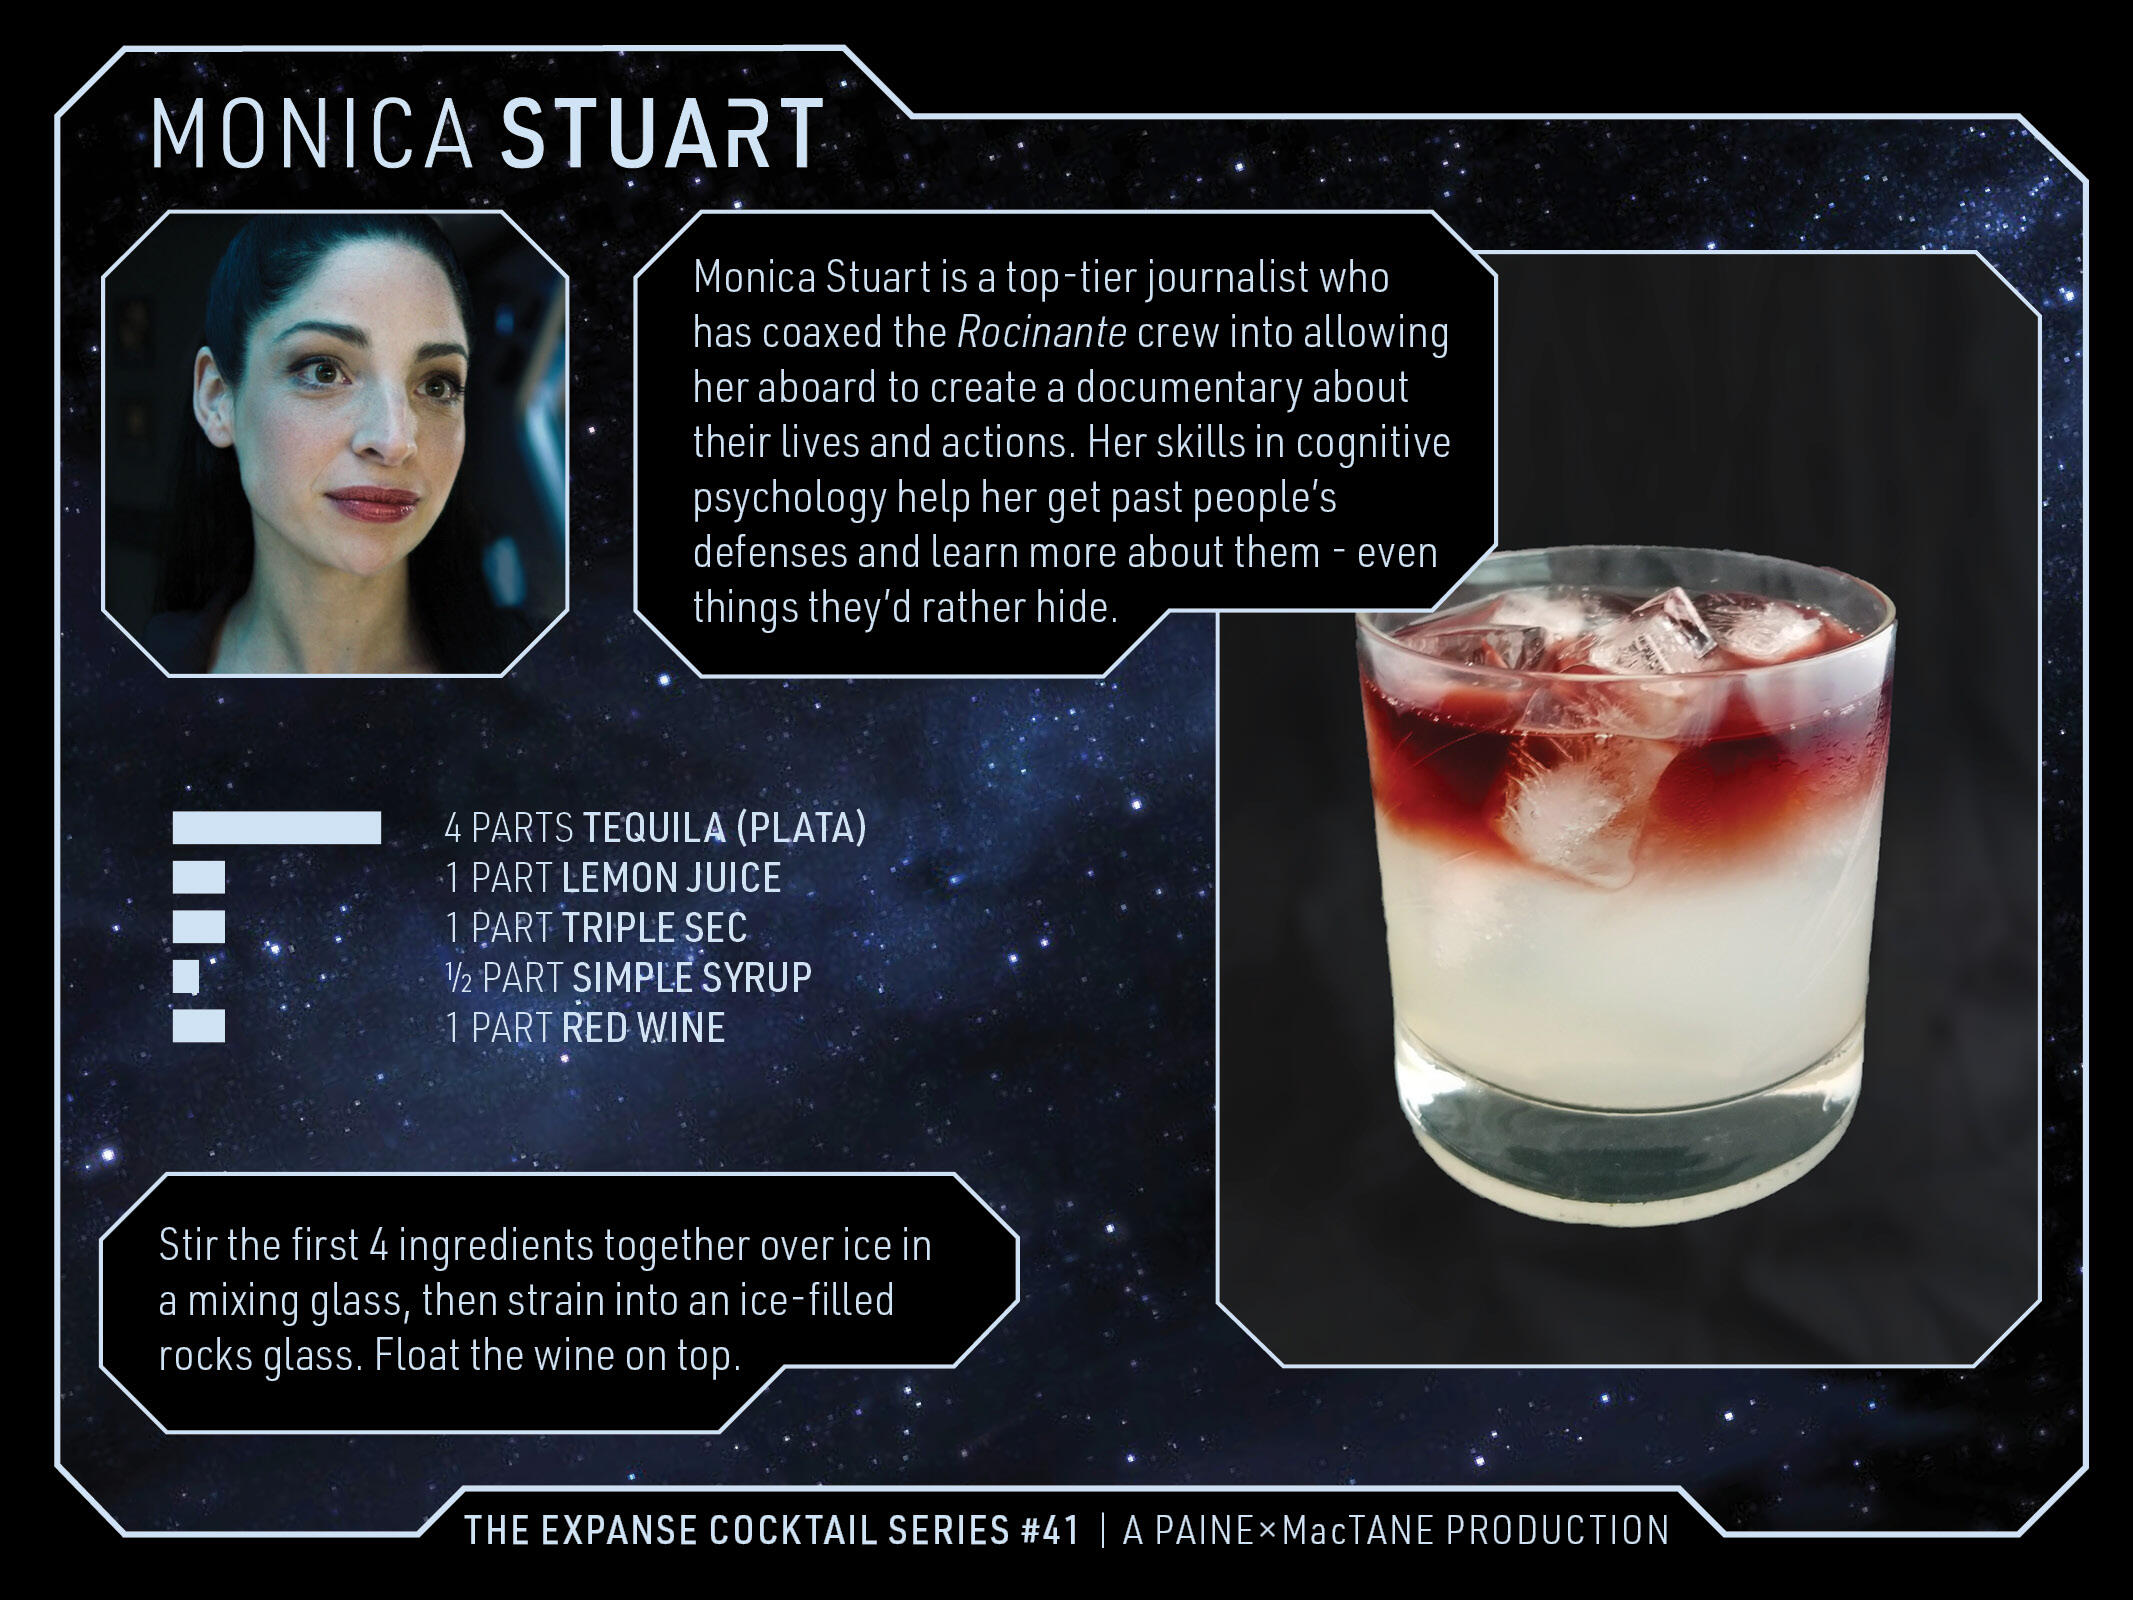 MONICA STUART
Monica Stuart is a top-tier journalist who
has coaxed the Rocinante crew into allowing
her aboard to create a documentary about
their lives and actions. Her skills in cognitive
psychology help her get past people’s
defenses and learn more about them - even
things they’d rather hide.
4 PARTS TEQUILA (PLATA)
1 PART LEMON JUICE
1 PART TRIPLE SEC
½ PART SIMPLE SYRUP
1 PART RED WINE
Stir the first 4 ingredients together over ice in
a mixing glass, then strain into an ice-filled
rocks glass. Float the wine on top.
THE EXPANSE COCKTAIL SERIES #41 | A PAINE×MacTANE PRODUCTION